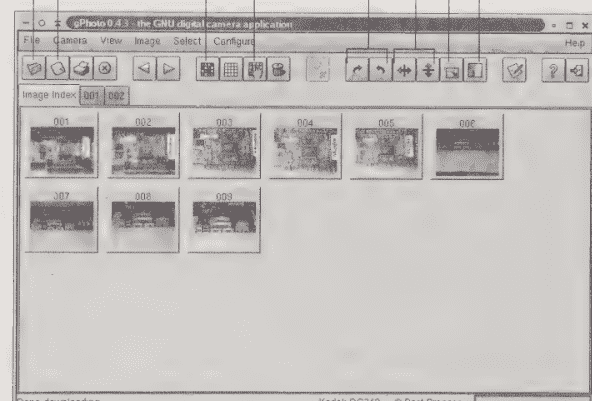 gPhoto 0.4.3 - the GNU digital camera application
File Camera View Image Select Configure Help
Image Index 001 002
001 002 003 004 005 006
007 008 009
Done downloading